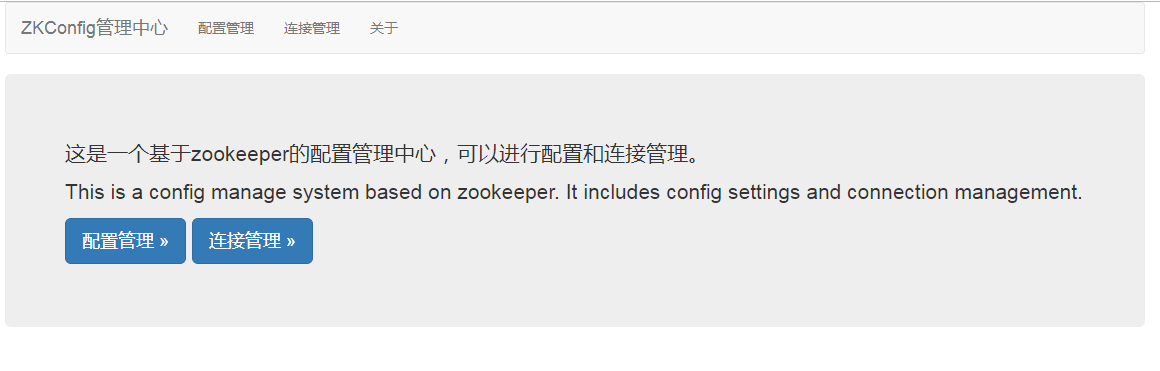 ZKConfig管理中心 配置管理 连接管理 关于
这是一个基于zookeeper的配置管理中心，可以进行配置和连接管理。
This is a config manage system based on zookeeper. It includes config settings and connection management.
配置管理 » 连接管理 »